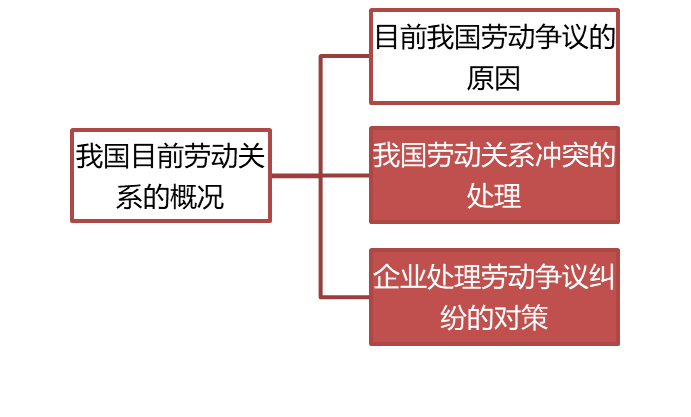 目前我国劳动争议的
原因
我国目前劳动关
系的概况
我国劳动关系冲突的
处理
企业处理劳动争议纠
纷的对策